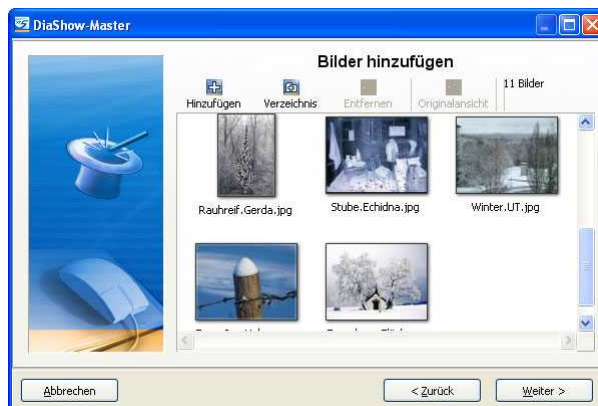 DiaShow-Master
Bilder hinzufügen
Hinzufügen
Verzeichnis
Entfernen
Originalansicht
11 Bilder
Rauhreif.Gerda.jpg
Stube.Echidna.jpg
Winter.UT.jpg
Abbrechen
< Zurück
Weiter >